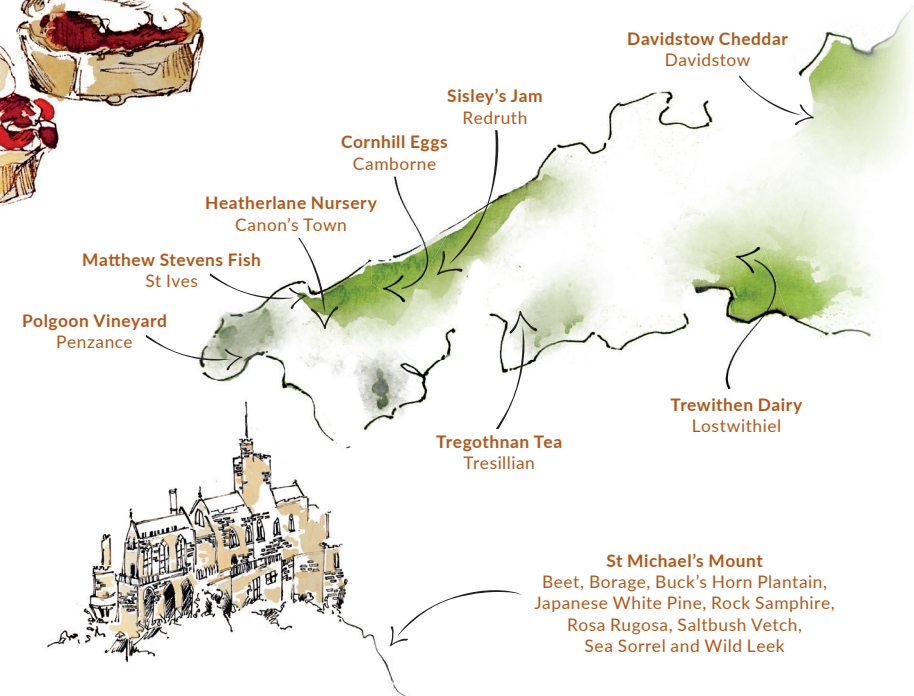 Davidstow Cheddar
Davidstow
Sisley's Jam
Redruth
Cornhill Eggs
Camborne
Heatherlane Nursery
Canon's Town
Matthew Stevens Fish
St Ives
Polgoon Vineyard
Penzance
Trewithen Dairy
Lostwithiel
Tregothnan Tea
Tresillian
St Michael's Mount
Beet, Borage, Buck's Horn Plantain,
Japanese White Pine, Rock Samphire,
Rosa Rugosa, Saltbush Vetch,
Sea Sorrel and Wild Leek